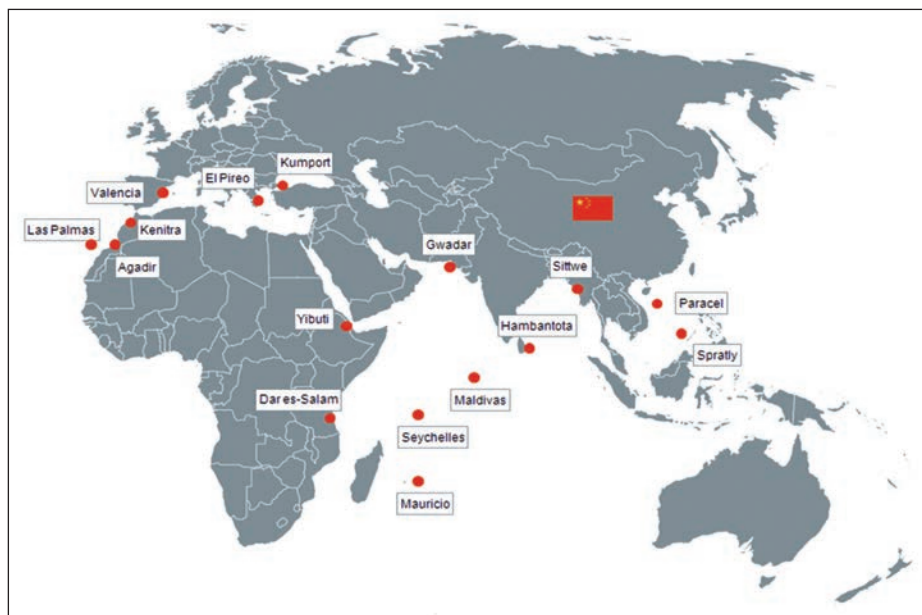 Kumport
El Pireo
Valencia
Las Palmas
Kenitra
Agadir
Gwadar
Sittwe
Paracel
Yibuti
Hambantota
Spratly
Maldivas
Dar es-Salam
Seychelles
Mauricio